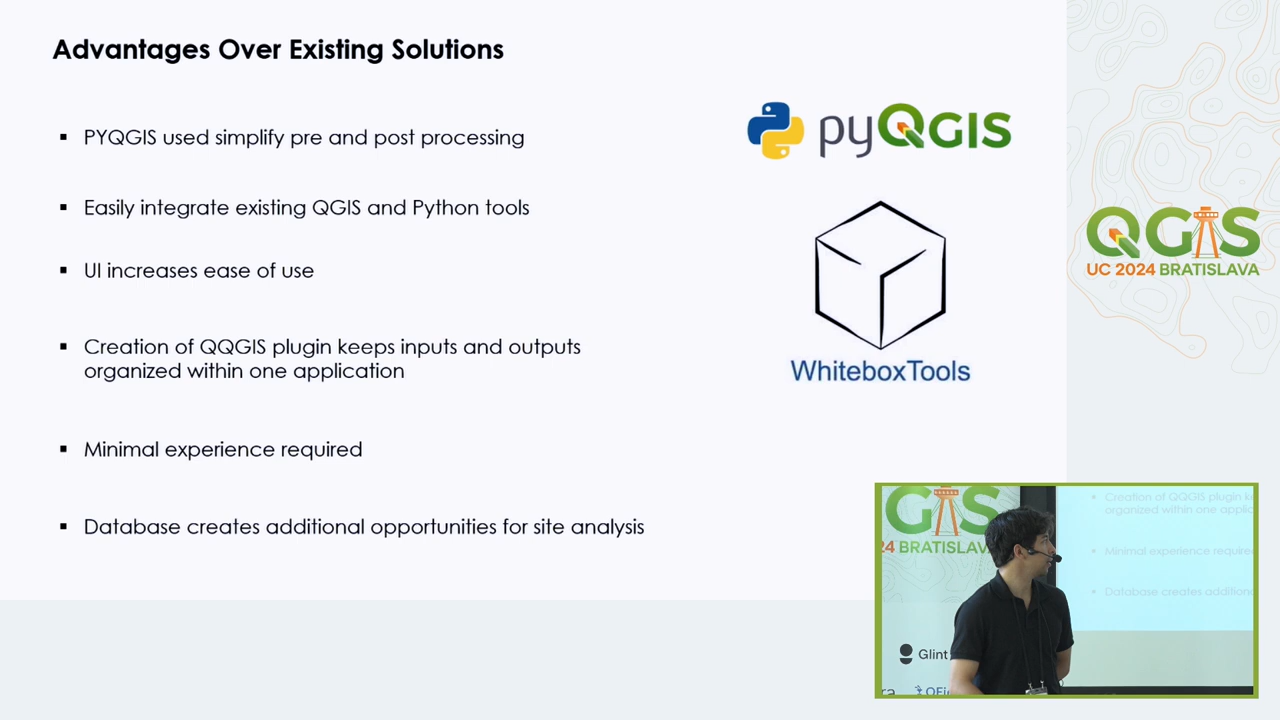 Advantages Over Existing Solutions
▪ PYQGIS used simplify pre and post processing
▪ Easily integrate existing QGIS and Python tools
▪ UI increases ease of use
▪ Creation of QQGIS plugin keeps inputs and outputs
organized within one application
▪ Minimal experience required
▪ Database creates additional opportunities for site analysis
pyQGIS
WhiteboxTools
QGIS
UC 2024 BRATISLAVA
GIS
24 BRATISLAV
Glint
Creation of QQGIS plugin
organized within one
Minimal experience require
Database creates addition